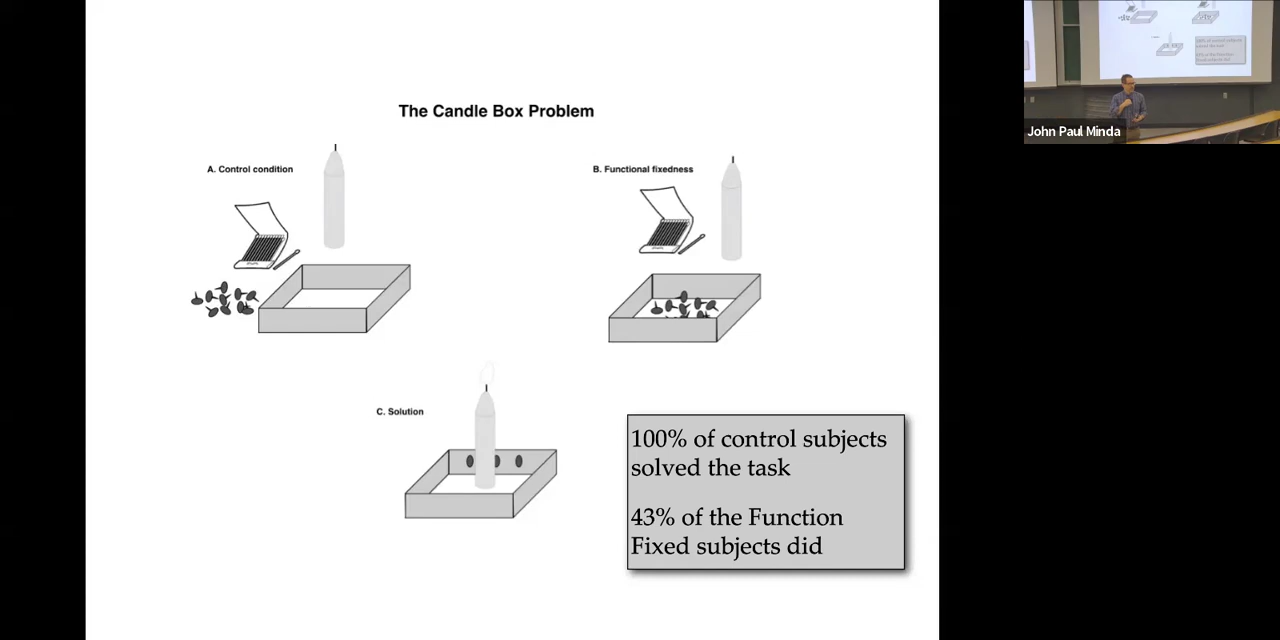 The Candle Box Problem
A. Control condition
B. Functional fixedness
C. Solution
100% of control subjects
solved the task
43% of the Function
Fixed subjects did
John Paul Minda